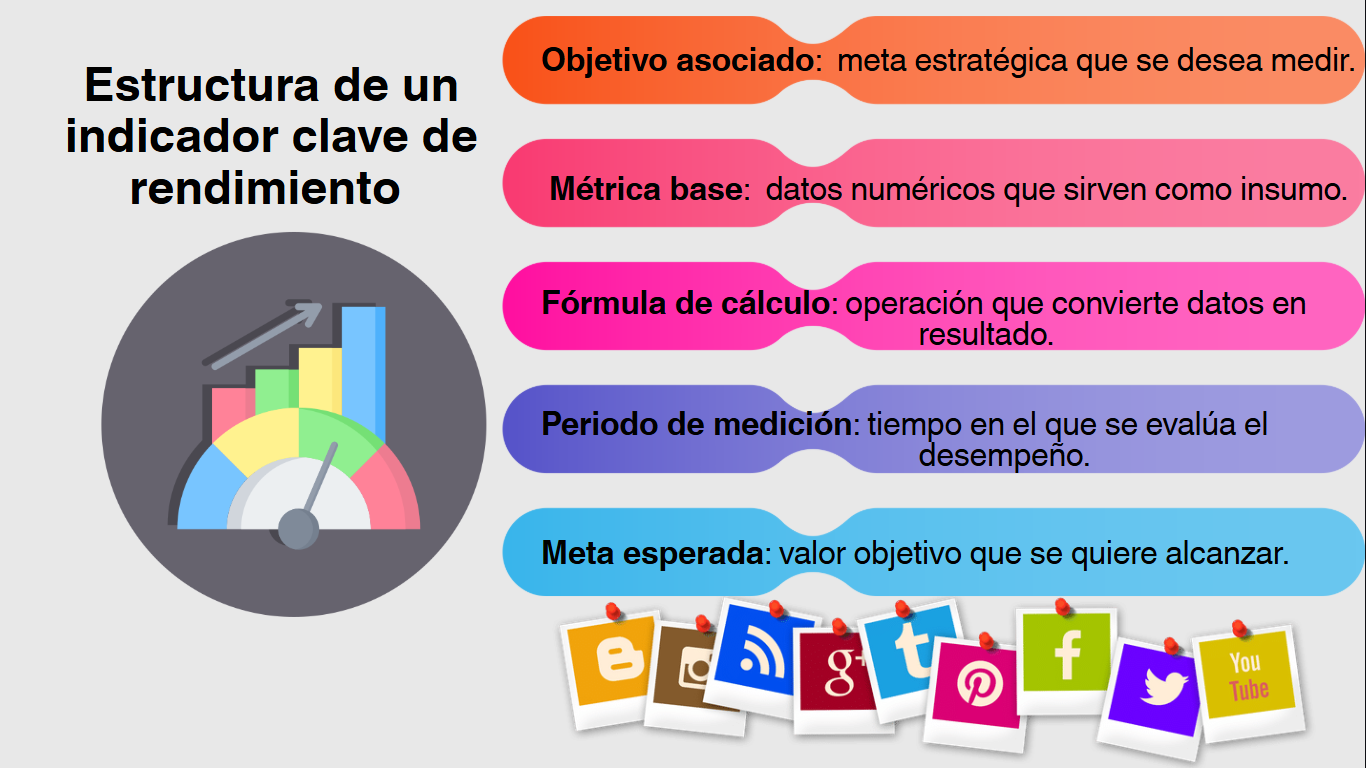 Estructura de un
indicador clave de
rendimiento
Objetivo asociado: meta estratégica que se desea medir.
Métrica base: datos numéricos que sirven como insumo.
Fórmula de cálculo: operación que convierte datos en
resultado.
Periodo de medición: tiempo en el que se evalúa el
desempeño.
Meta esperada: valor objetivo que se quiere alcanzar.
g+
t
f
You
Tube